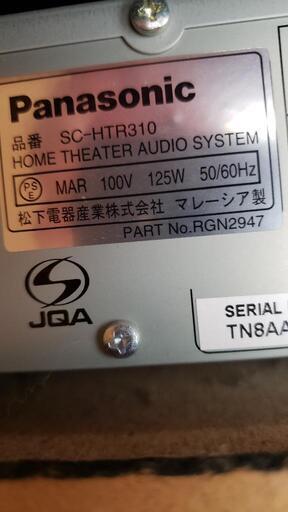 Panasonic
品番 SC-HTR310
HOME THEATER AUDIO SYSTEM
PS E MAR 100V 125W 50/60Hz
松下電器産業株式会社 マレーシア製
PART No.RGN2947
JQA
SERIAL
TN8AA